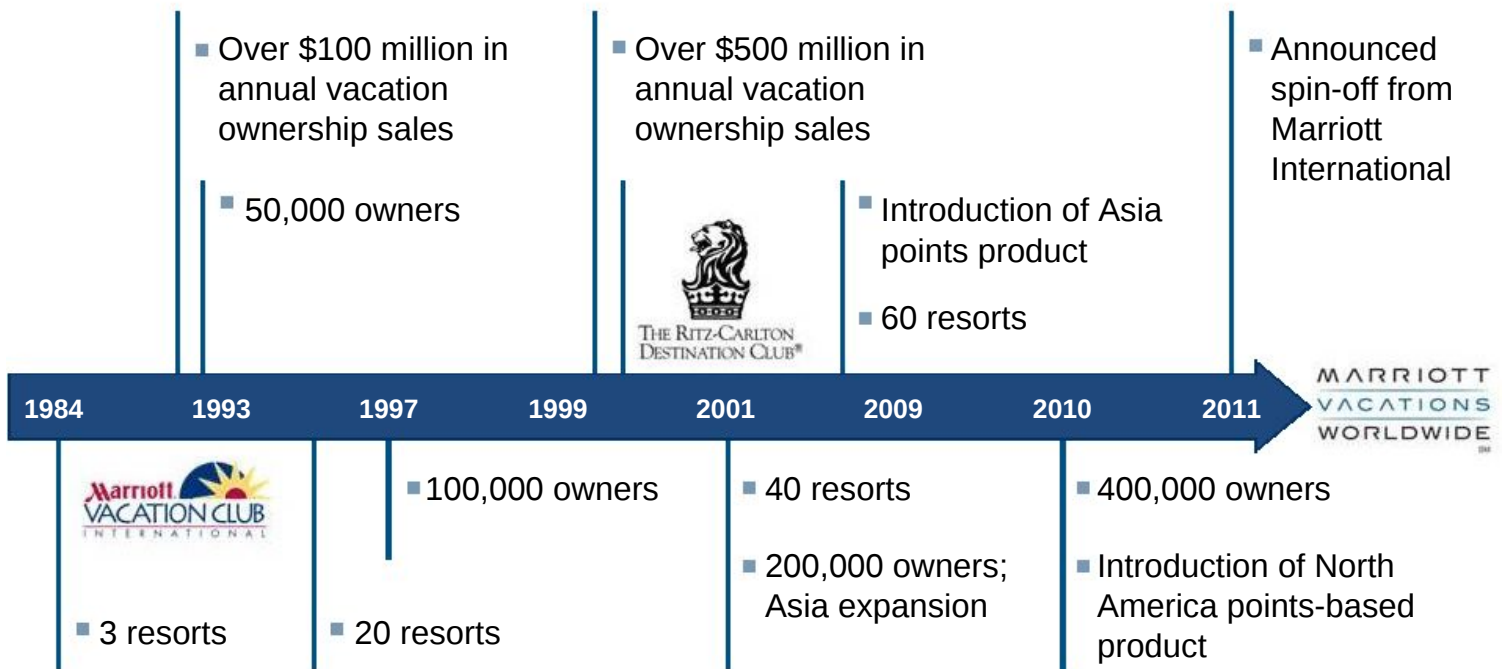 Over $100 million in
annual vacation
ownership sales
50,000 owners
Over $500 million in
annual vacation
ownership sales
THE RITZ-CARLTON
DESTINATION CLUB®
Introduction of Asia
points product
60 resorts
Announced
spin-off from
Marriott
International
1984 1993 1997 1999 2001 2009 2010 2011
MARRIOTT
VACATIONS
WORLDWIDE
SM
Marriott
VACATION CLUB
INTERNATIONAL
3 resorts
20 resorts
100,000 owners
40 resorts
200,000 owners;
Asia expansion
400,000 owners
Introduction of North
America points-based
product